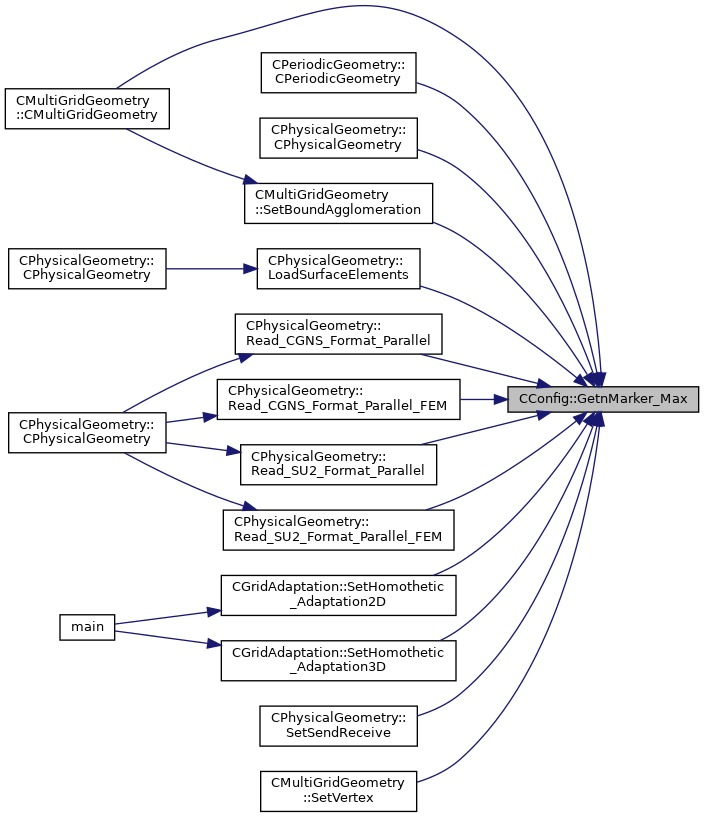 CMultiGridGeometry
::CMultiGridGeometry
CPeriodicGeometry::
CPeriodicGeometry
CPhysicalGeometry::
CPhysicalGeometry
CMultiGridGeometry
::SetBoundAgglomeration
CPhysicalGeometry::
CPhysicalGeometry
CPhysicalGeometry::
LoadSurfaceElements
CPhysicalGeometry::
Read_CGNS_Format_Parallel
CPhysicalGeometry::
Read_CGNS_Format_Parallel_FEM
CConfig::GetnMarker_Max
CPhysicalGeometry::
CPhysicalGeometry
CPhysicalGeometry::
Read_SU2_Format_Parallel
CPhysicalGeometry::
Read_SU2_Format_Parallel_FEM
CGridAdaptation::SetHomothetic
_Adaptation2D
main
CGridAdaptation::SetHomothetic
_Adaptation3D
CPhysicalGeometry::
SetSendReceive
CMultiGridGeometry
::SetVertex